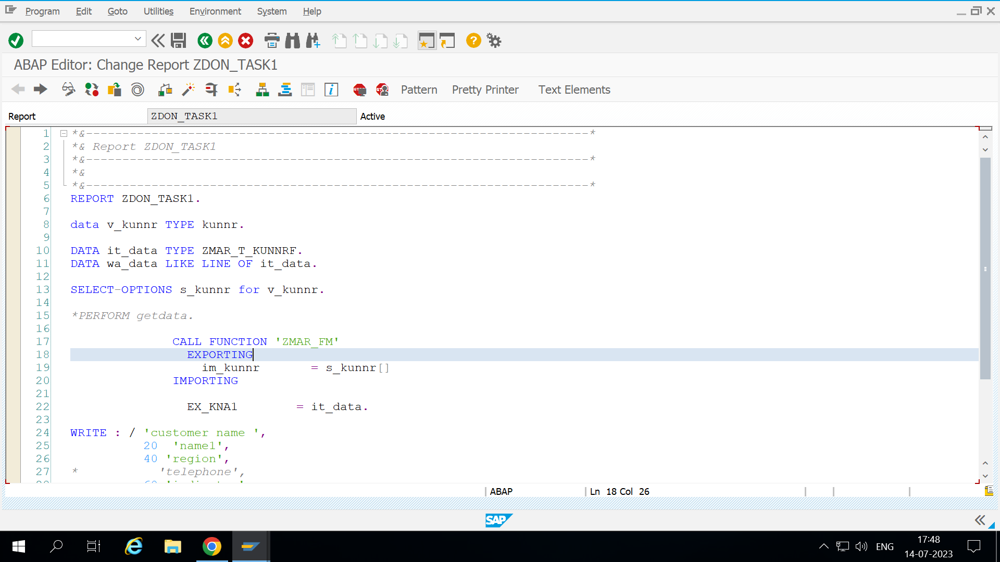 Program Edit Goto Utilities Environment System Help
ABAP Editor: Change Report ZDON_TASK1
Pattern Pretty Printer Text Elements
Report ZDON_TASK1 Active
1 *&---------------------------------------------------------------------*
2 *& Report ZDON_TASK1
3 *&---------------------------------------------------------------------*
4 *&
5 *&---------------------------------------------------------------------*
6 REPORT ZDON_TASK1.
7
8 data v_kunnr TYPE kunnr.
9
10 DATA it_data TYPE ZMAR_T_KUNNRF.
11 DATA wa_data LIKE LINE OF it_data.
12
13 SELECT-OPTIONS s_kunnr for v_kunnr.
14
15 *PERFORM getdata.
16
17 CALL FUNCTION 'ZMAR_FM'
18 EXPORTING
19 im_kunnr = s_kunnr[]
20 IMPORTING
21
22 EX_KNA1 = it_data.
23
24 WRITE : / 'customer name ',
25 20 'name1',
26 40 'region',
27 * 'telephone',
ABAP Ln 18 Col 26
SAP
ENG
17:48
14-07-2023